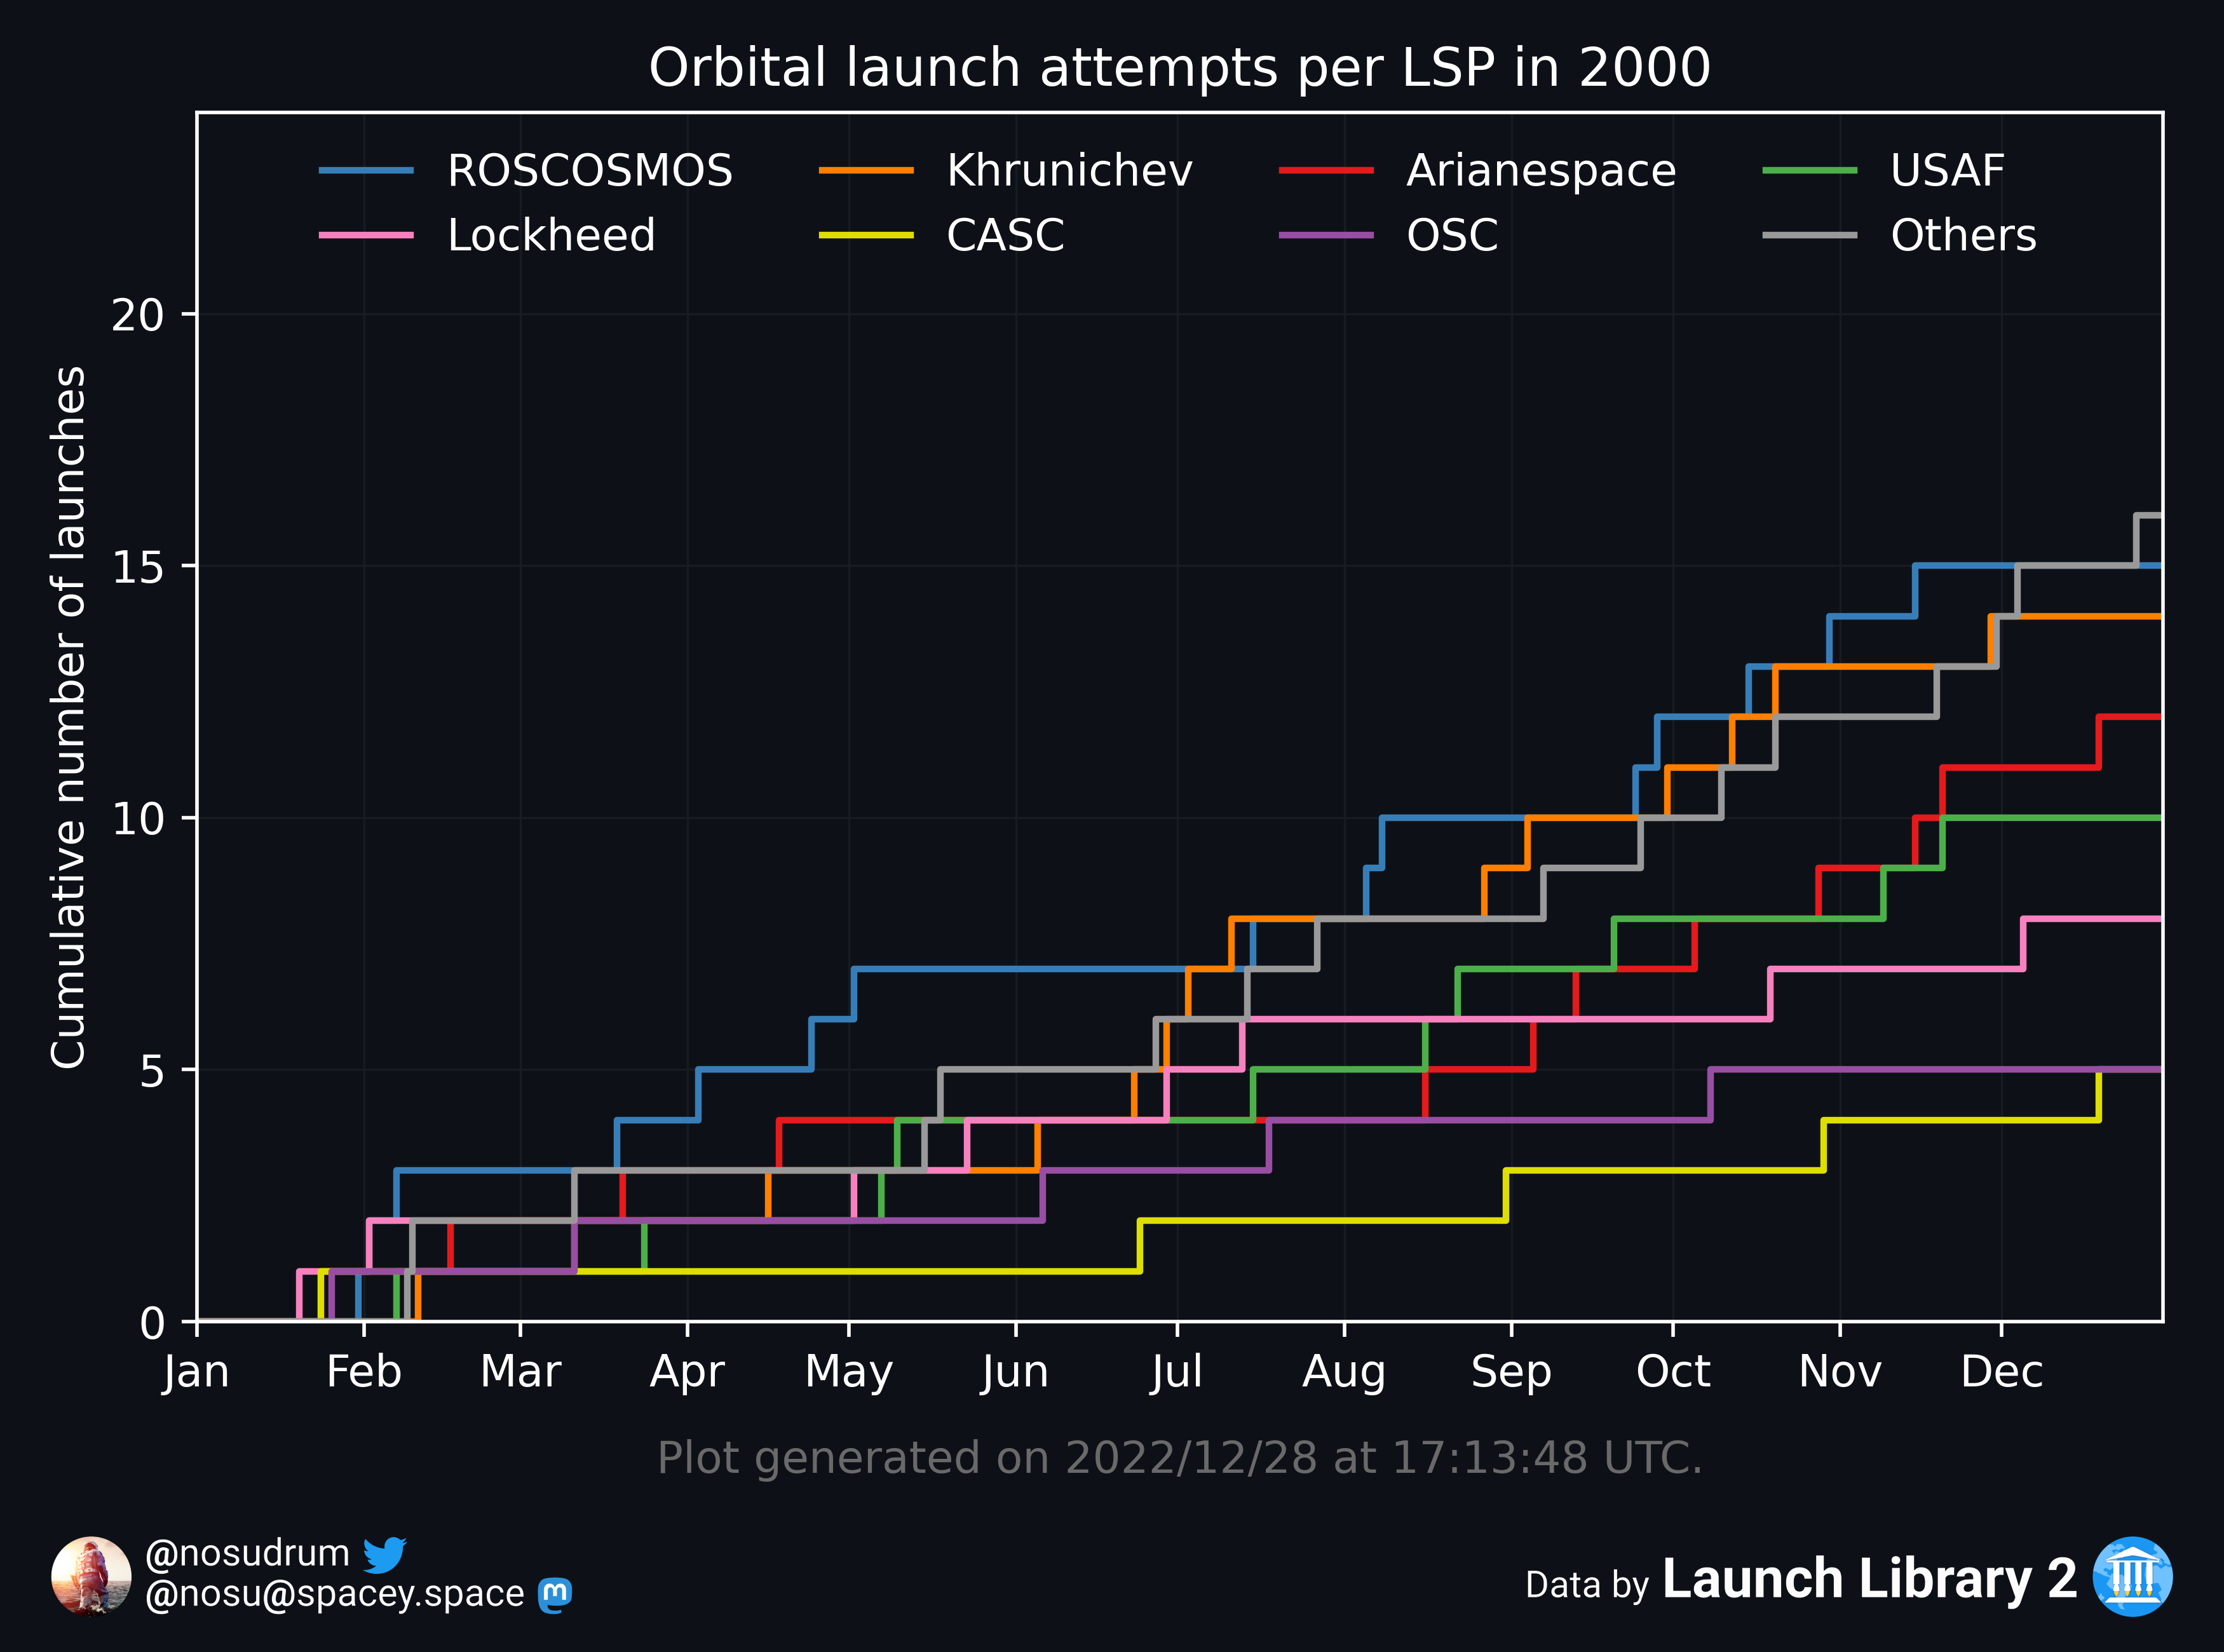 Orbital launch attempts per LSP in 2000
ROSCOSMOS Khrunichev Arianespace USAF
Lockheed CASC OSC Others
Cumulative number of launches
20
15
10
5
0
Jan Feb Mar Apr May Jun Jul Aug Sep Oct Nov Dec
Plot generated on 2022/12/28 at 17:13:48 UTC.
@nosudrum
@nosu@spacey.space
Data by Launch Library 2